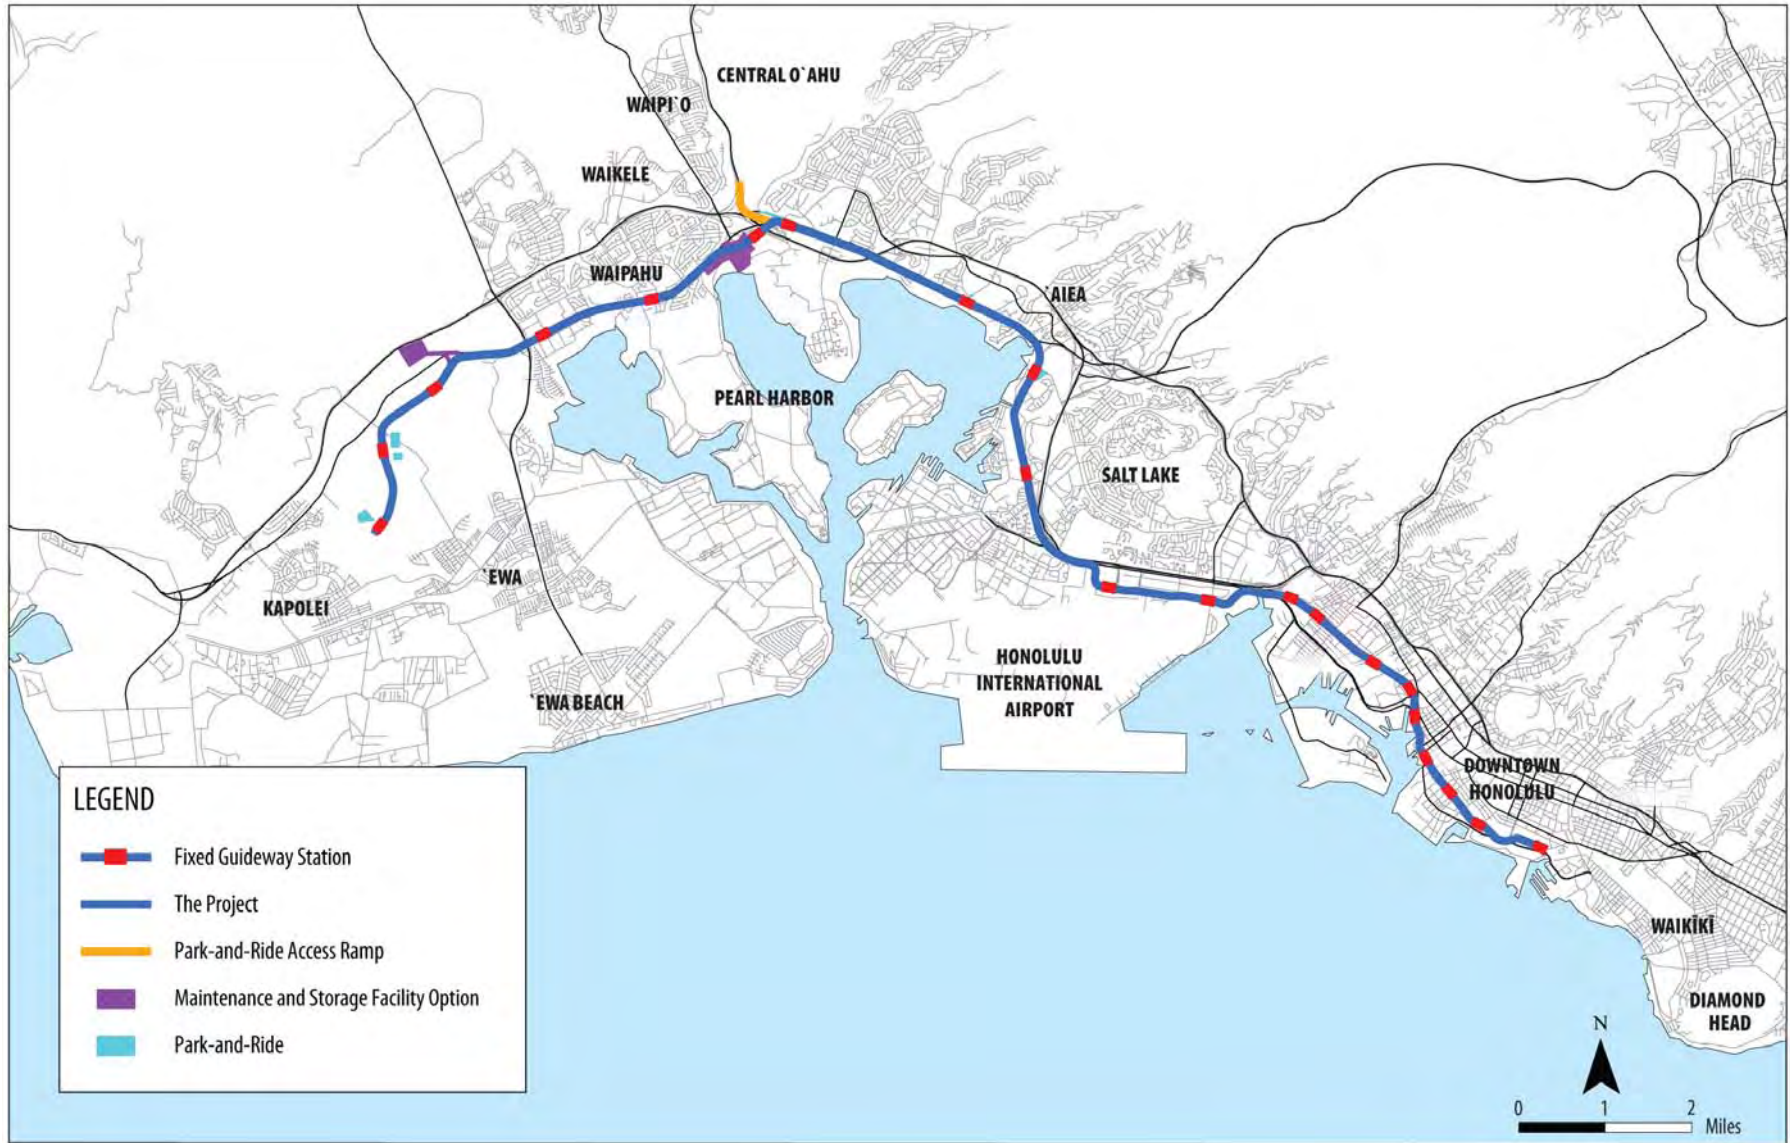 CENTRAL O`AHU
WAIPI`O
WAIKELE
WAIPAHU
`AIEA
PEARL HARBOR
SALT LAKE
`EWA
KAPOLEI
HONOLULU
INTERNATIONAL
AIRPORT
`EWA BEACH
DOWNTOWN
HONOLULU
WAIKĪKĪ
DIAMOND
HEAD
LEGEND
Fixed Guideway Station
The Project
Park-and-Ride Access Ramp
Maintenance and Storage Facility Option
Park-and-Ride
N
0 1 2
Miles